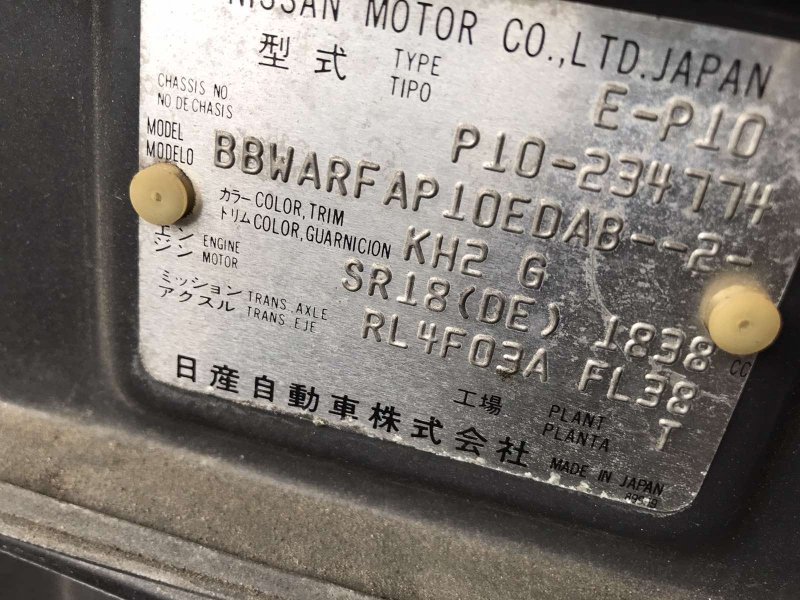 NISSAN MOTOR CO.,LTD.JAPAN
型式 TYPE TIPO E-P10
CHASSIS NO NO DE CHASIS P10-234774
MODEL MODELO BBWARFAP10EDAB--2-
カラー COLOR,TRIM
トリム COLOR,GUARNICION KH2 G
エンジン ENGINE MOTOR SR18(DE) 1838 CC
ミッション TRANS.AXLE
アクスル TRANS EJE RL4F03A FL38
工場 PLANT PLANTA T
日産自動車株式会社 MADE IN JAPAN